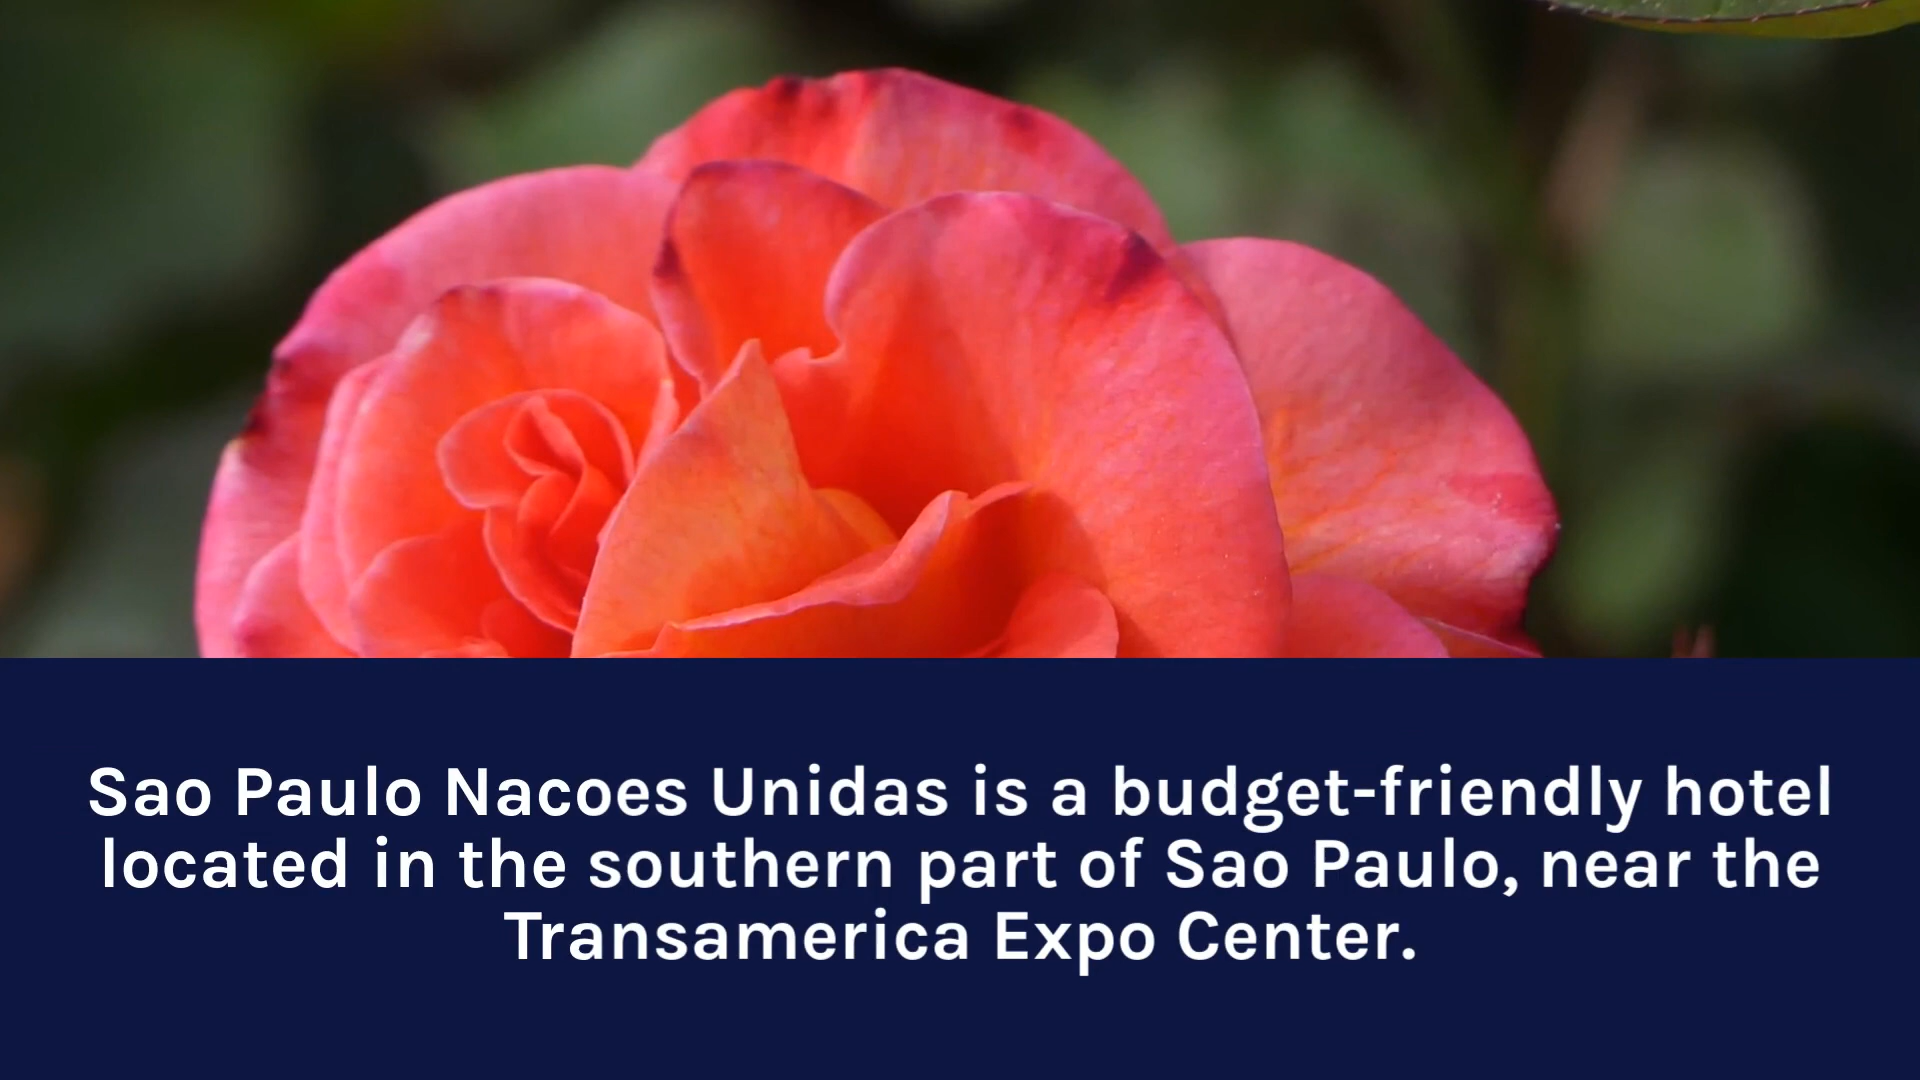 Sao Paulo Nacoes Unidas is a budget-friendly hotel
located in the southern part of Sao Paulo, near the
Transamerica Expo Center.